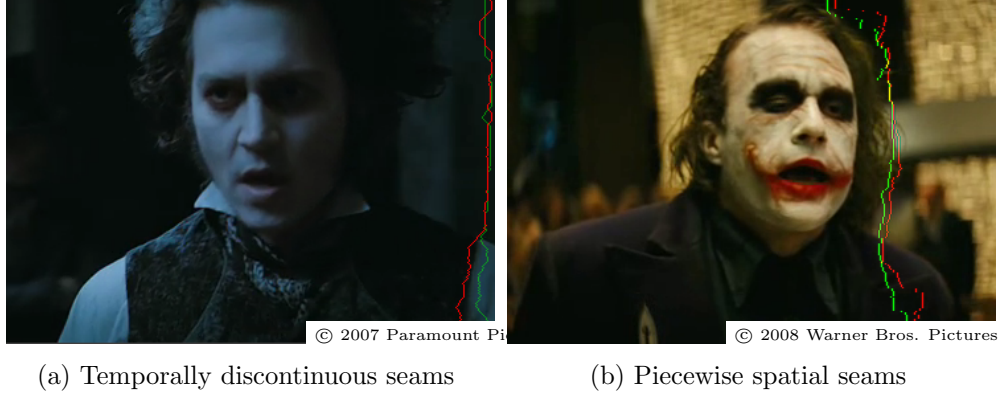 © 2007 Paramount Pi
© 2008 Warner Bros. Pictures
(a) Temporally discontinuous seams
(b) Piecewise spatial seams